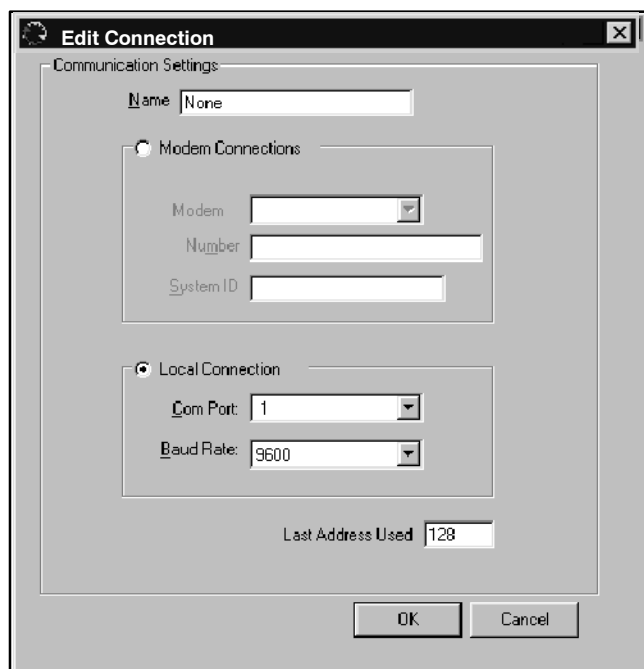 Edit Connection
Communication Settings
Name None
Modem Connections
Modem
Number
System ID
Local Connection
Com Port: 1
Baud Rate: 9600
Last Address Used 128
OK Cancel